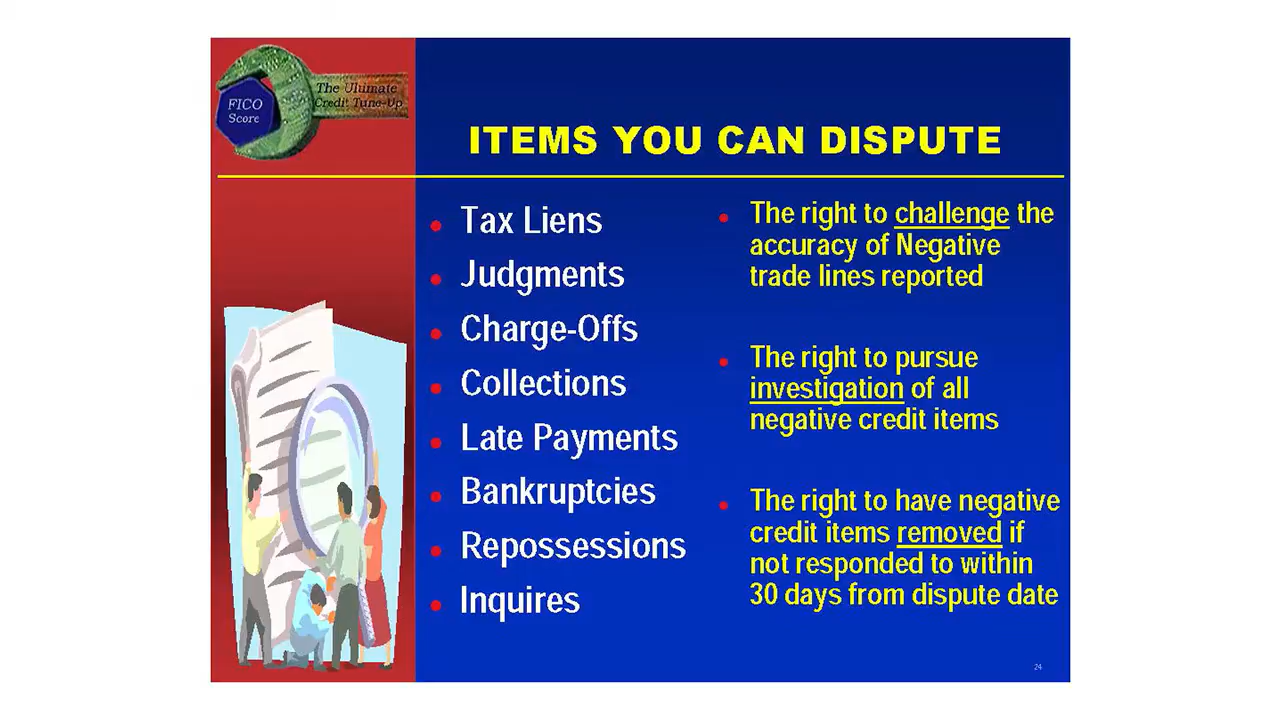 FICO
Score
The Ulumate
Credit Tune-Up
ITEMS YOU CAN DISPUTE
Tax Liens
Judgments
Charge-Offs
Collections
Late Payments
Bankruptcies
Repossessions
Inquires
The right to challenge the
accuracy of Negative
trade lines reported
The right to pursue
investigation of all
negative credit items
The right to have negative
credit items removed if
not responded to within
30 days from dispute date
24